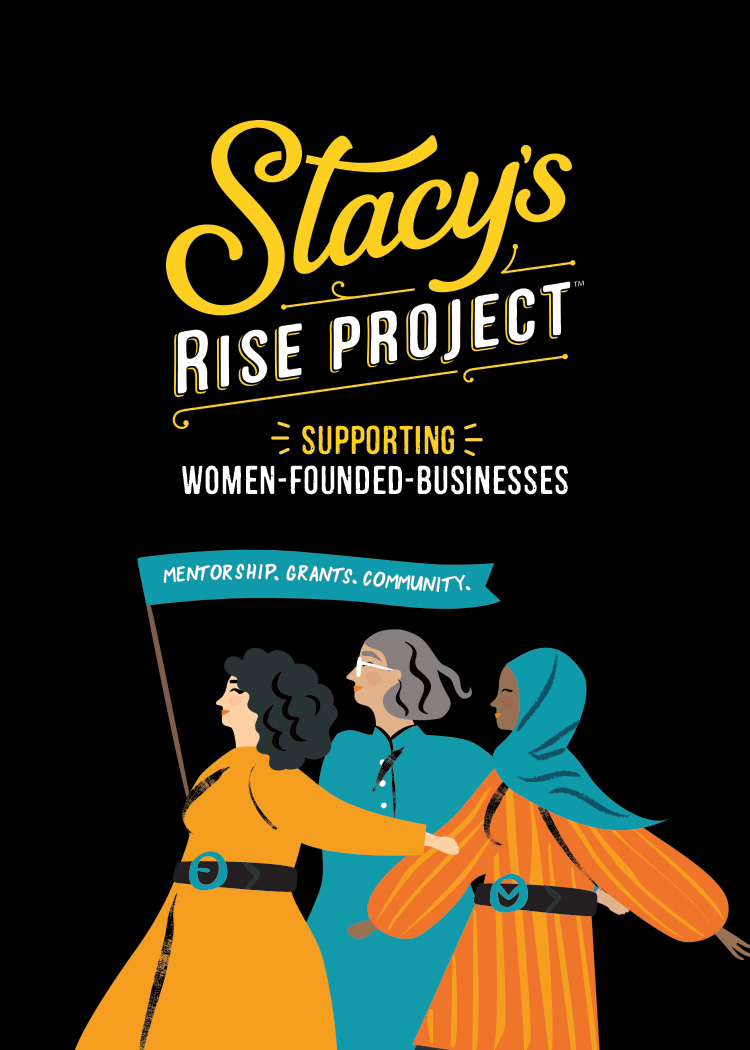 Stacy's
RISE PROJECT™
SUPPORTING
WOMEN-FOUNDED-BUSINESSES
MENTORSHIP. GRANTS. COMMUNITY.